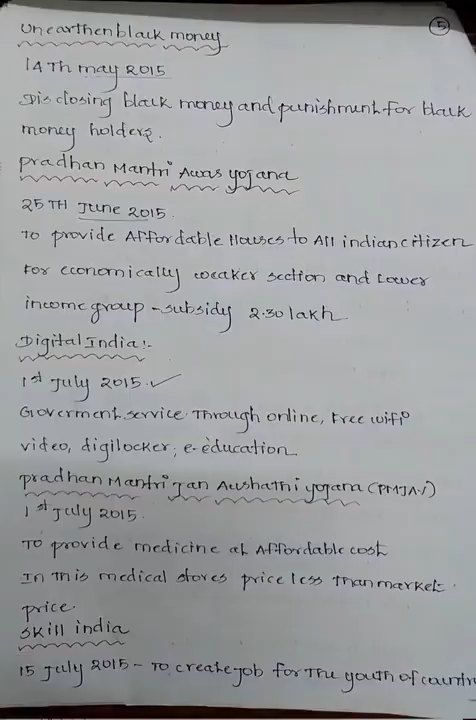 5
Unearthen black money
14Th may 2015
Dis closing black money and punishment for black
money holders.
pradhan Mantri Awas yojana
25TH June 2015.
To provide Affordable Houses to All indian citizen
For economically weaker section and Lower
income group - subsidy 2.30 lakh
Digital India :-
1st July 2015. ✓
Goverment service Through online, Free wifi
video, digilocker, e-education
pradhan Mantri Jan Aushathi yojana (PMJAY)
1st July 2015.
To provide medicine at Affordable cost
In this medical stores price less than market
price.
Skill india
15 July 2015 - To create job for The youth of country